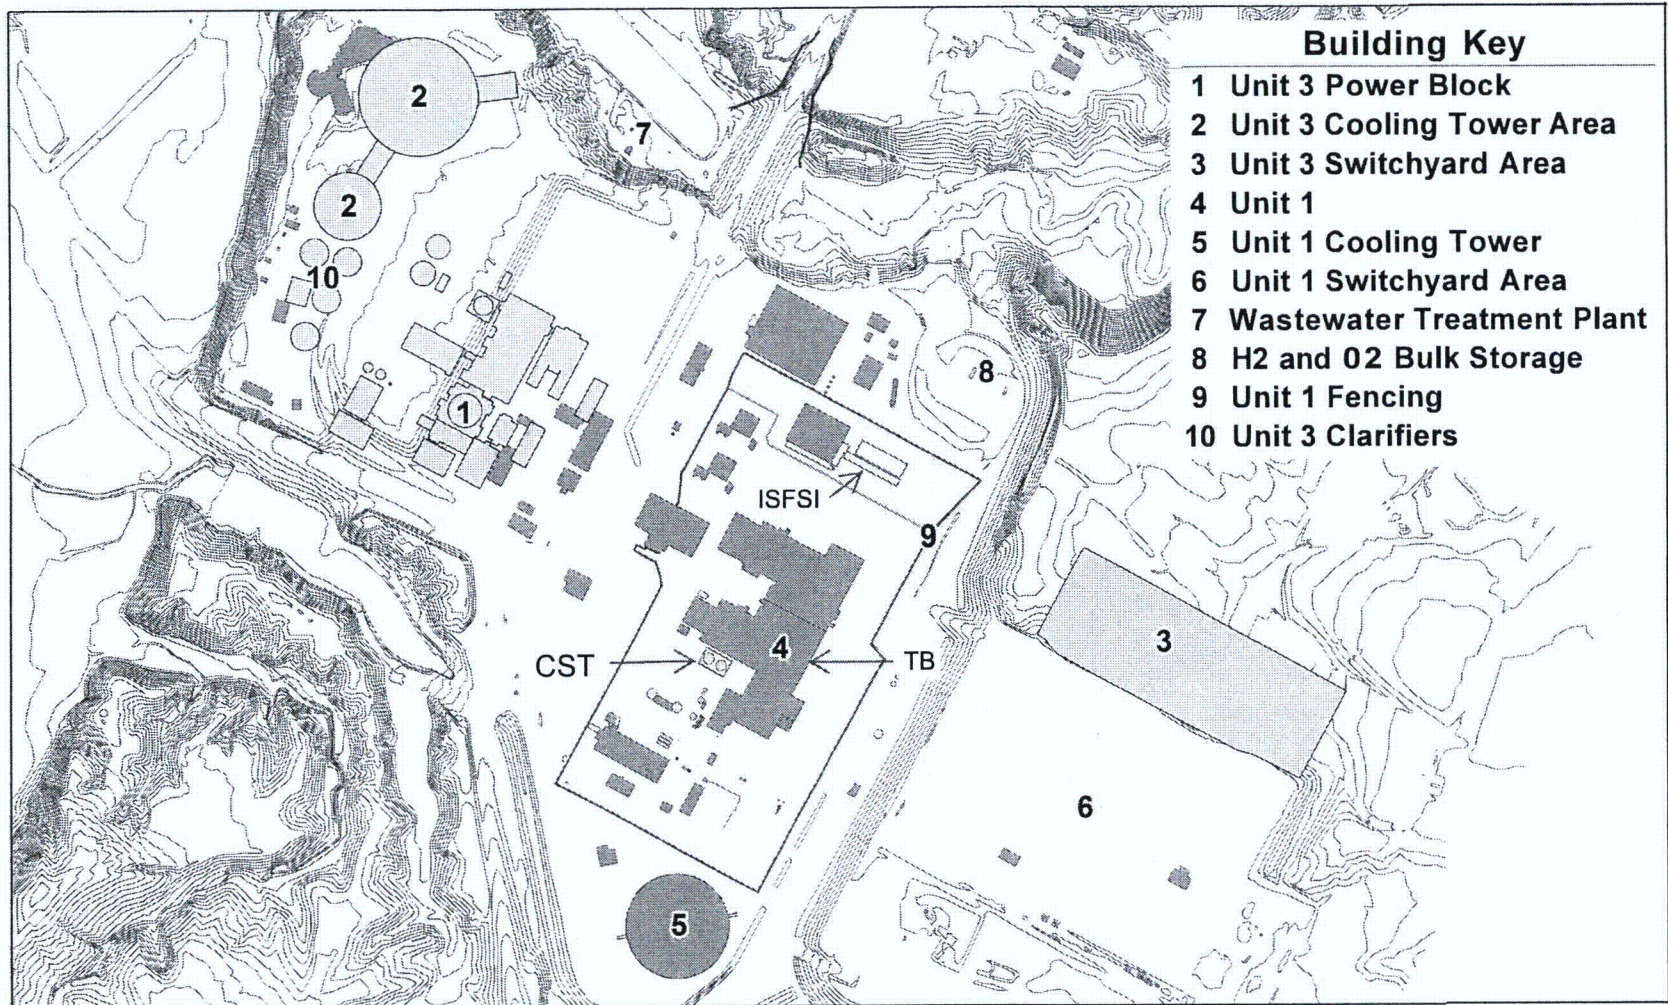 Building Key
1 Unit 3 Power Block
2 Unit 3 Cooling Tower Area
3 Unit 3 Switchyard Area
4 Unit 1
5 Unit 1 Cooling Tower
6 Unit 1 Switchyard Area
7 Wastewater Treatment Plant
8 H2 and 02 Bulk Storage
9 Unit 1 Fencing
10 Unit 3 Clarifiers
2
7
2
10
8
1
ISFSI
9
3
4
CST
TB
6
5